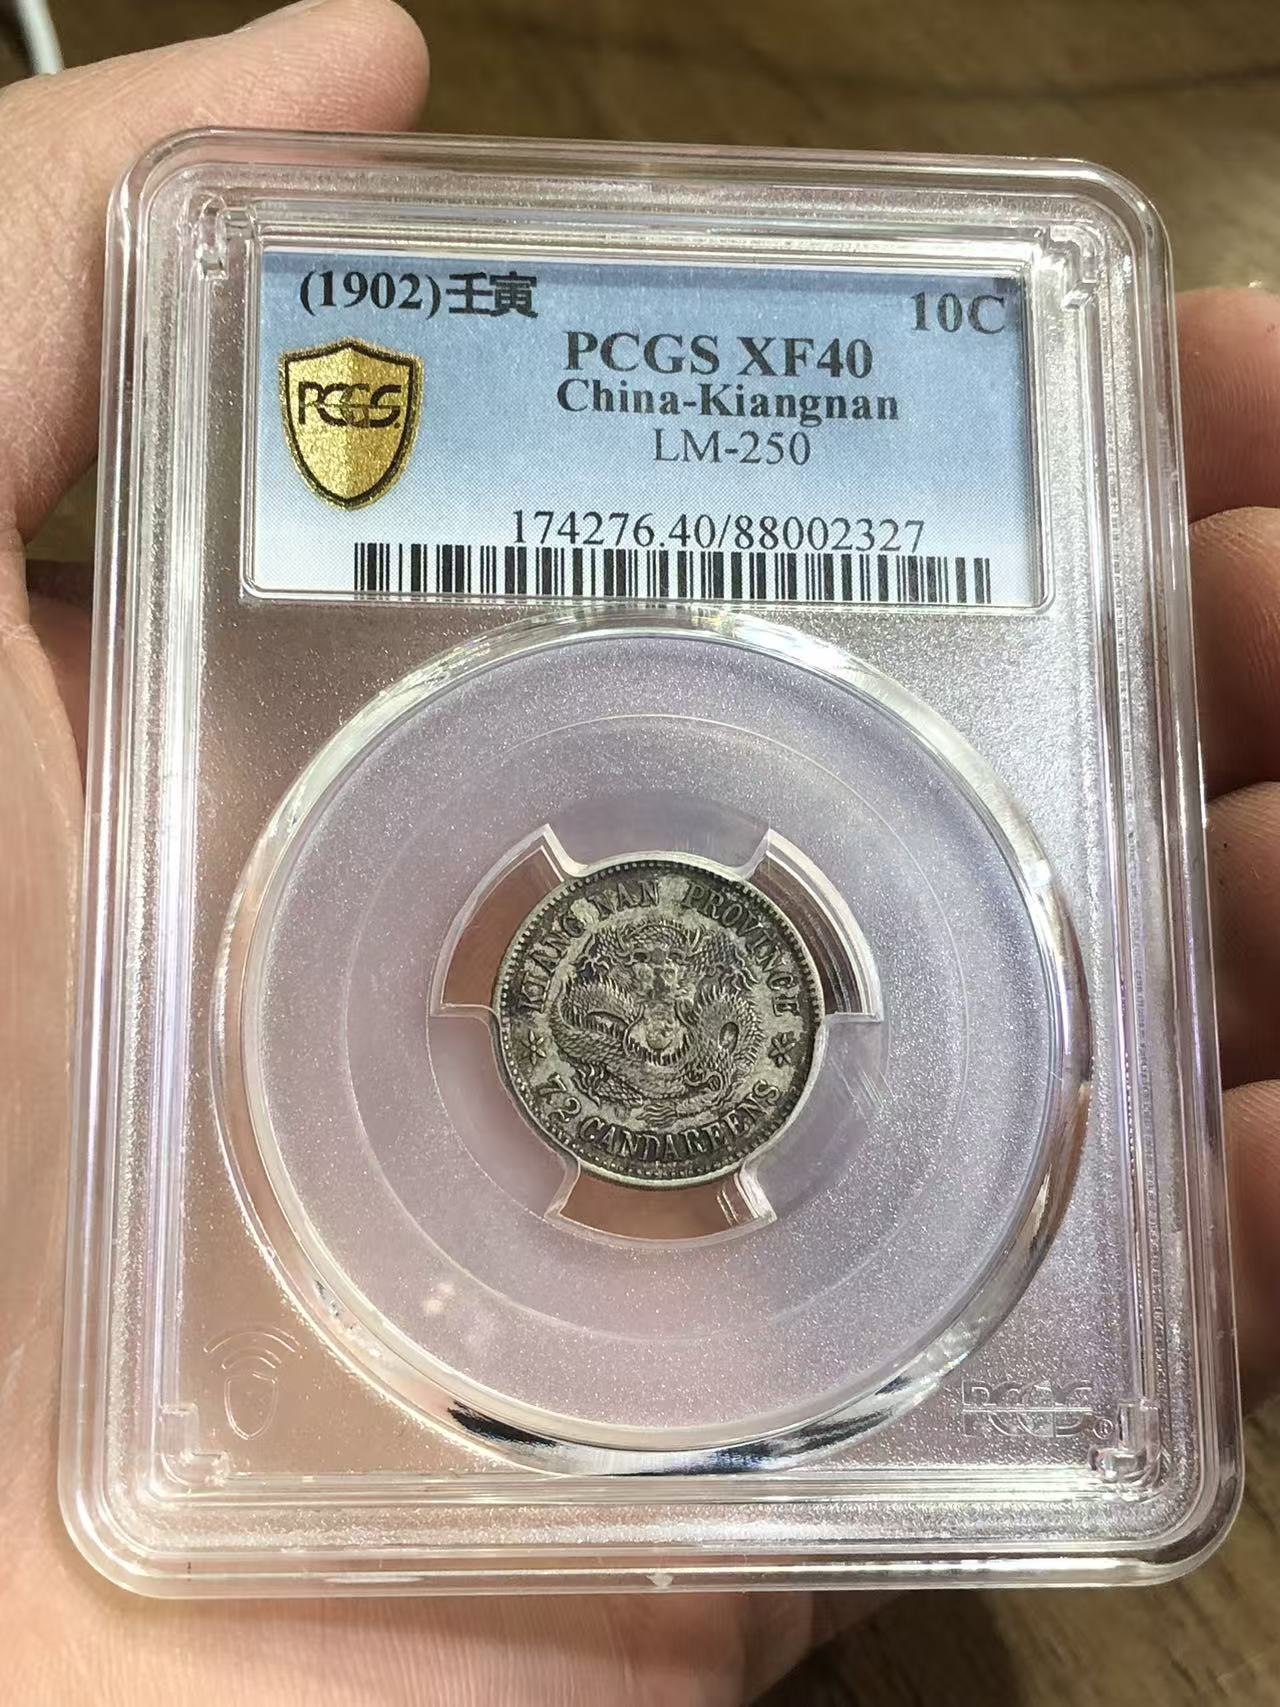 (1902)壬寅
10C
PCGS XF40
China-Kiangnan
LM-250
PCGS
174276.40/88002327
KIANG NAN PROVINCE
7.2 CANDAREENS
PCGS